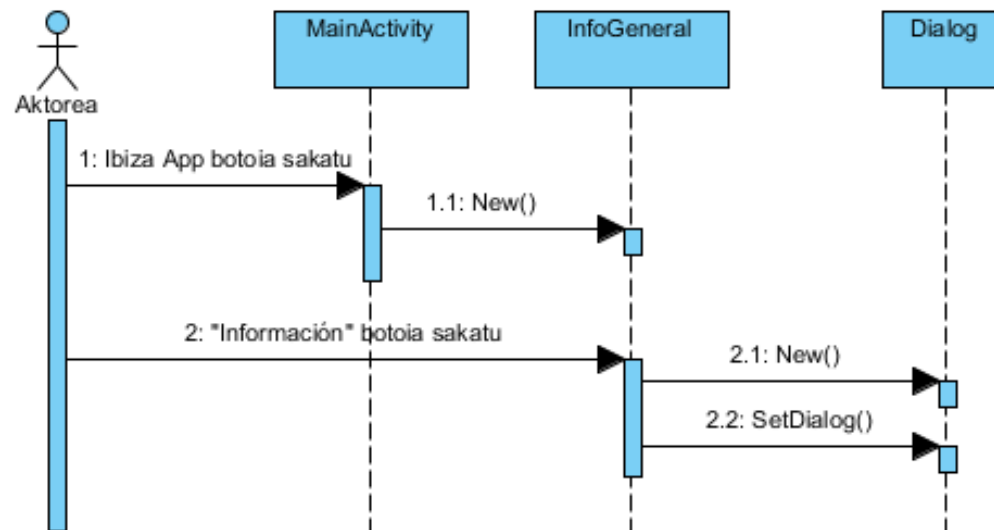 MainActivity
InfoGeneral
Dialog
Aktorea
1: Ibiza App botoia sakatu
1.1: New()
2: "Información" botoia sakatu
2.1: New()
2.2: SetDialog()